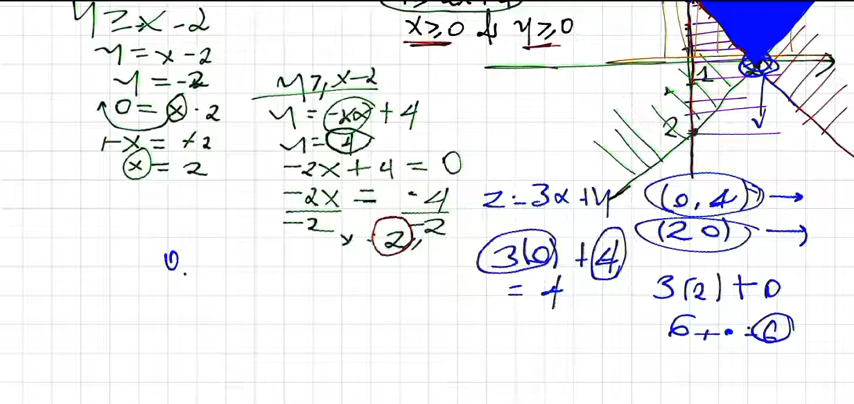 y ≥ x - 2
y = x - 2
y = -2
0 = x - 2
+x = +2
x = 2
x ≥ 0 & y ≥ 0
y ≥, x-2
y = -2x + 4
y = 4
-2x + 4 = 0
-2x = -4
-2 -2
x = 2,
1
2
z = 3x + y
(0, 4) →
(2 0) →
3(0) + 4,
= 4
3(2) + 0
6 + 0 = 6
0.